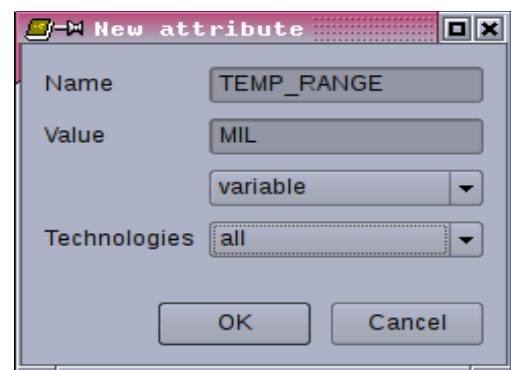 New attribute
Name TEMP_RANGE
Value MIL
variable
Technologies all
OK Cancel